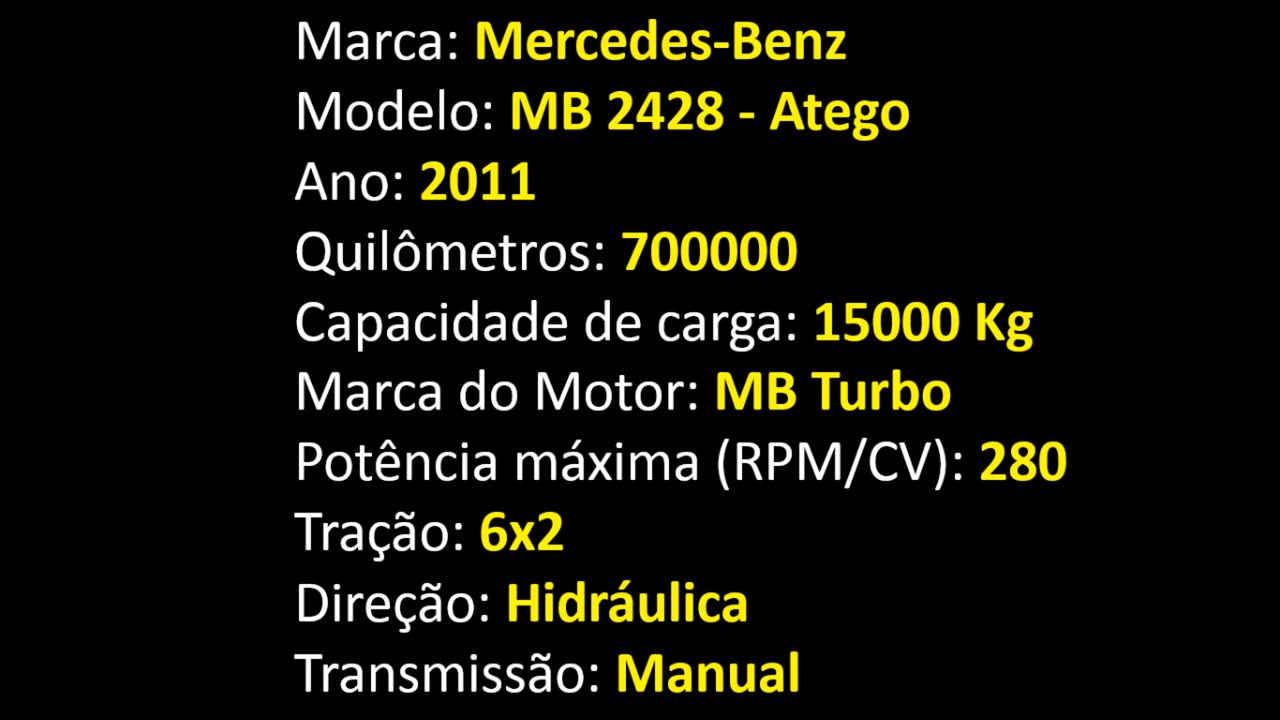 Marca: Mercedes-Benz
Modelo: MB 2428 - Atego
Ano: 2011
Quilômetros: 700000
Capacidade de carga: 15000 Kg
Marca do Motor: MB Turbo
Potência máxima (RPM/CV): 280
Tração: 6x2
Direção: Hidráulica
Transmissão: Manual